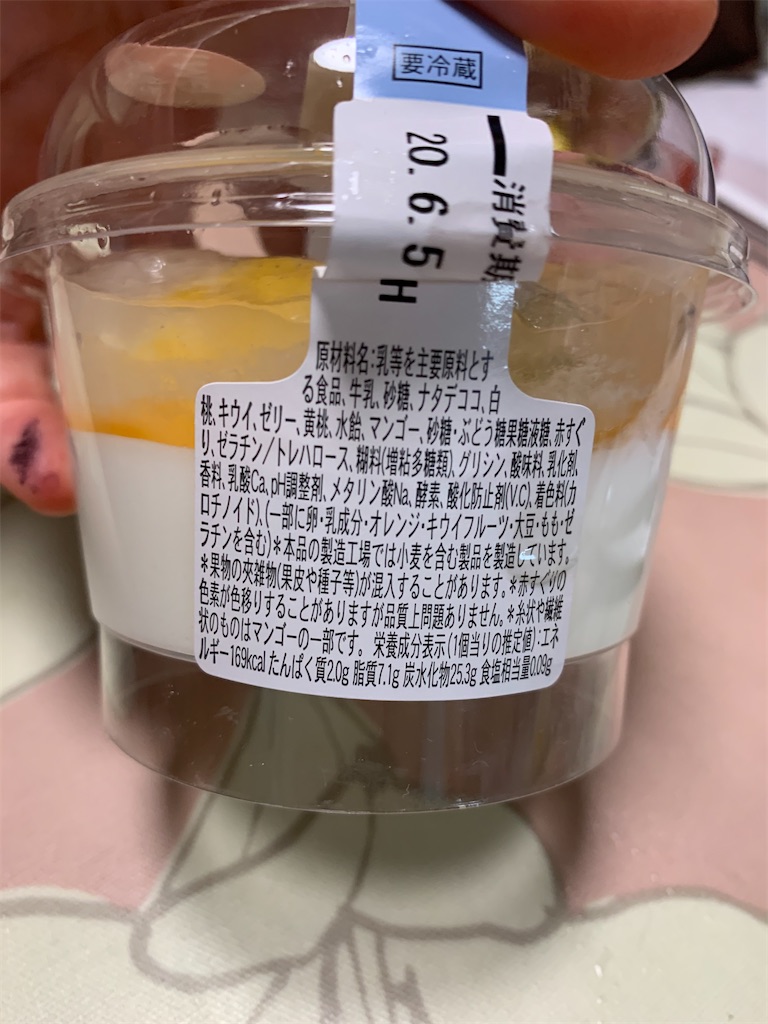 要冷蔵
消費期
20.6.5H
原材料名:乳等を主要原料とす
る食品、牛乳、砂糖、ナタデココ、白
桃、キウイ、ゼリー、黄桃、水飴、マンゴー、砂糖・ぶどう糖果糖液糖、赤すぐ
り、ゼラチン/トレハロース、糊料(増粘多糖類)、グリシン、酸味料、乳化剤、
香料、乳酸Ca、pH調整剤、メタリン酸Na、酵素、酸化防止剤(V.C)、着色料(カ
ロチノイド)、(一部に卵・乳成分・オレンジ・キウイフルーツ・大豆・もも・ゼ
ラチンを含む)*本品の製造工場では小麦を含む製品を製造しています。
*果物の夾雑物(果皮や種子等)が混入することがあります。*赤すぐりの
色素が色移りすることがありますが品質上問題ありません。*糸状や繊維
状のものはマンゴーの一部です。 栄養成分表示(1個当りの推定値):エネ
ルギー169kcal たんぱく質2.0g 脂質7.1g 炭水化物25.3g 食塩相当量0.09g